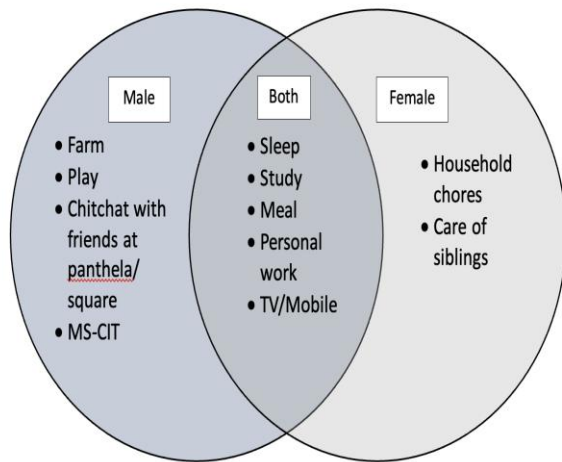 Male
• Farm
• Play
• Chitchat with
friends at
panthela/
square
• MS-CIT
Both
• Sleep
• Study
• Meal
• Personal
work
• TV/Mobile
Female
• Household
chores
• Care of
siblings